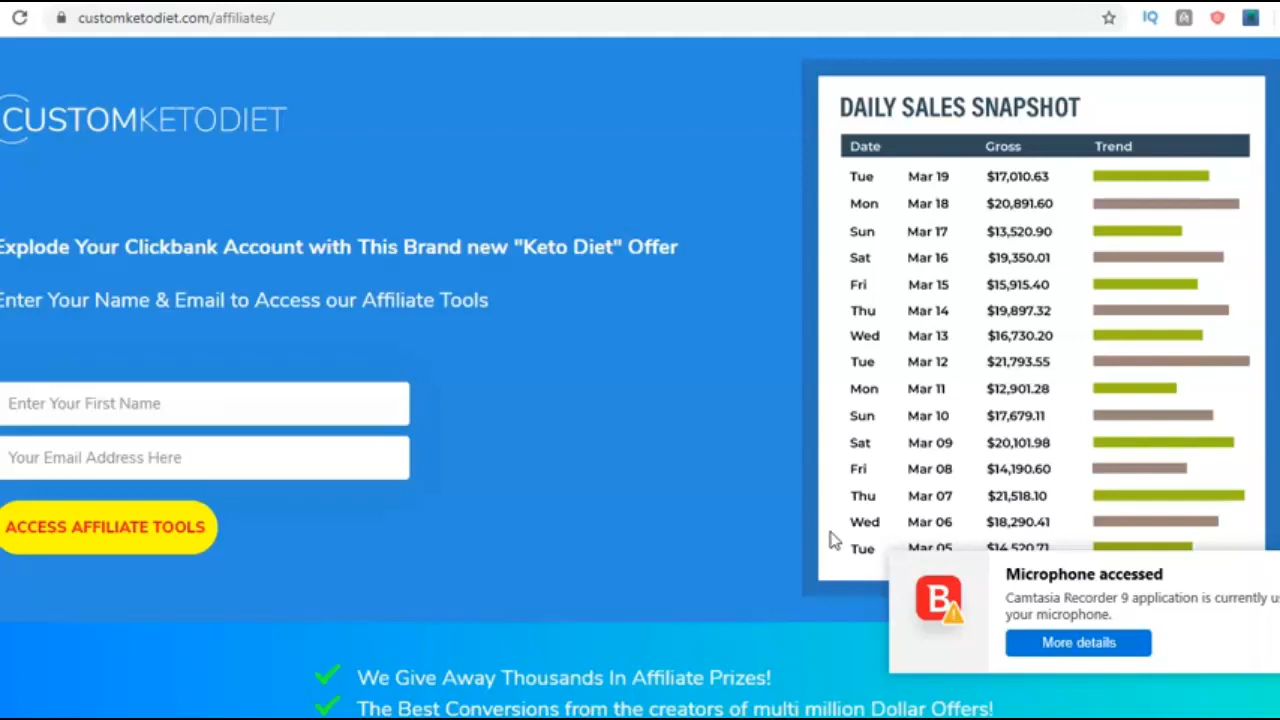 customketodiet.com/affiliates/
IQ
CUSTOMKETODIET
Explode Your Clickbank Account with This Brand new "Keto Diet" Offer
Enter Your Name & Email to Access our Affiliate Tools
Enter Your First Name
Your Email Address Here
ACCESS AFFILIATE TOOLS
DAILY SALES SNAPSHOT
Date Gross Trend
Tue Mar 19 $17,010.63
Mon Mar 18 $20,891.60
Sun Mar 17 $13,520.90
Sat Mar 16 $19,350.01
Fri Mar 15 $15,915.40
Thu Mar 14 $19,897.32
Wed Mar 13 $16,730.20
Tue Mar 12 $21,793.55
Mon Mar 11 $12,901.28
Sun Mar 10 $17,679.11
Sat Mar 09 $20,101.98
Fri Mar 08 $14,190.60
Thu Mar 07 $21,518.10
Wed Mar 06 $18,290.41
Tue Mar 05 $14,520.71
B
Microphone accessed
Camtasia Recorder 9 application is currently us
your microphone.
More details
We Give Away Thousands In Affiliate Prizes!
The Best Conversions from the creators of multi million Dollar Offers!